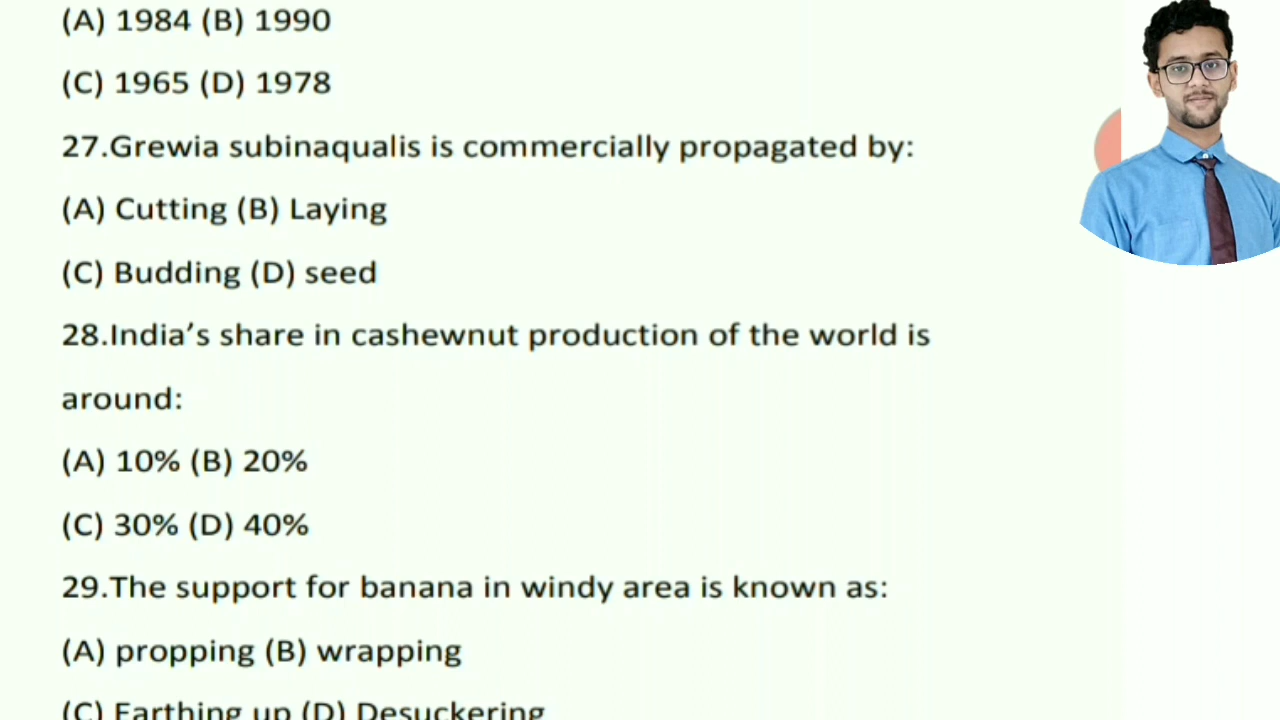 (A) 1984 (B) 1990
(C) 1965 (D) 1978
27.Grewia subinaqualis is commercially propagated by:
(A) Cutting (B) Laying
(C) Budding (D) seed
28.India’s share in cashewnut production of the world is
around:
(A) 10% (B) 20%
(C) 30% (D) 40%
29.The support for banana in windy area is known as:
(A) propping (B) wrapping
(C) Earthing up (D) Desuckering